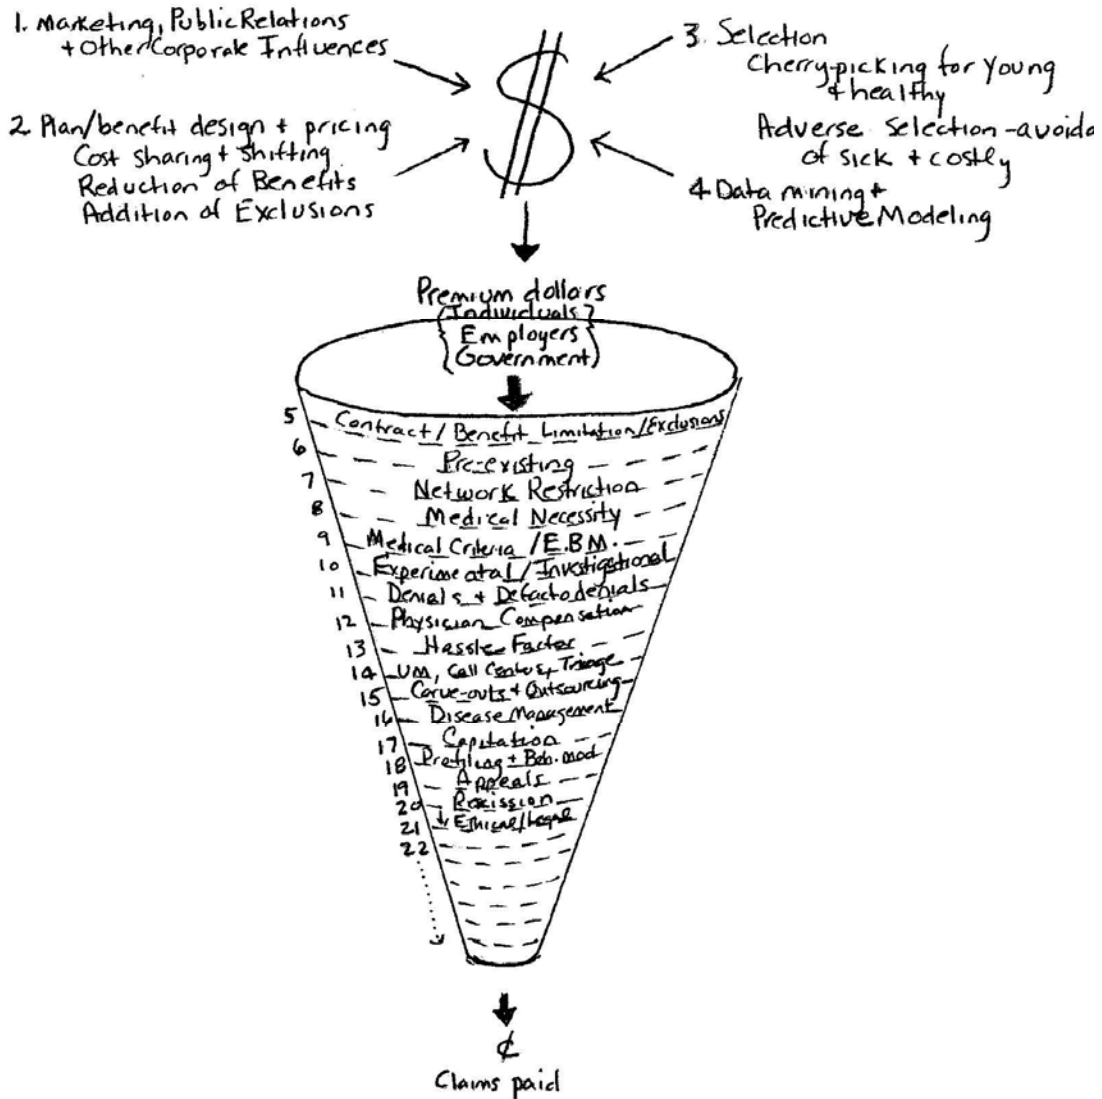 1. Marketing, Public Relations
+ Other Corporate Influences
2 Plan/benefit design + pricing
Cost sharing + shifting
Reduction of Benefits
Addition of Exclusions
$
3. Selection
Cherry-picking for young
+ healthy
Adverse Selection - avoida
of sick + costly
4 Data mining +
Predictive Modeling
Premium dollars
{Individuals}
{Employers
Government}
5 Contract / Benefit Limitation/Exclusions
6 Pre-existing
7 Network Restriction
8 Medical Necessity
9 Medical Criteria / E.B.M.
10 Experimental / Investigational
11 Denials + Defacto denials
12 Physician Compensation
13 Hassle Factor
14 UM, Call Centers, Triage
15 Carve-outs + Outsourcing
16 Disease Management
17 Capitation
18 Profiling + Beh. mod
19 Appeals
20 Recission
21 ↓ Ethical/Legal
22
¢
Claims paid